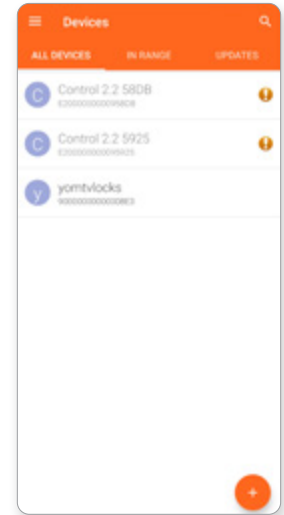 Devices
ALL DEVICES IN RANGE UPDATES
C Control 2.2 58DB
C Control 2.2 5925
y yomtvlocks